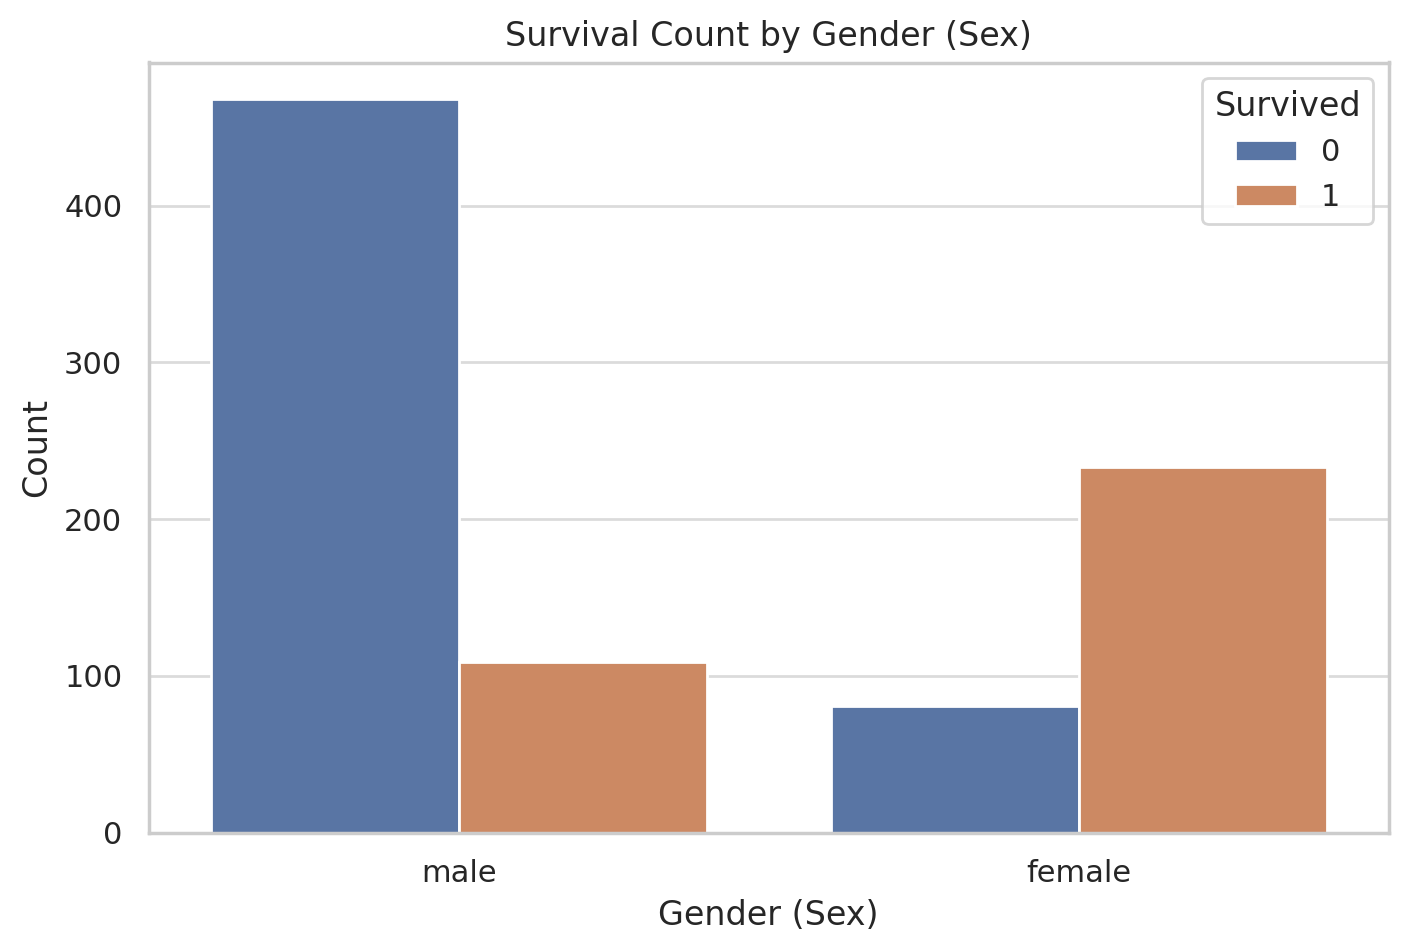 Survival Count by Gender (Sex)
Survived
0
1
400
300
200
100
0
Count
male
female
Gender (Sex)